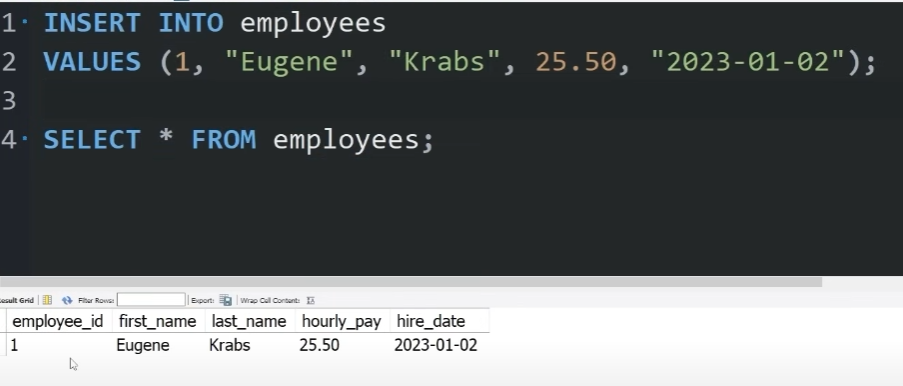 1 INSERT INTO employees
2 VALUES (1, "Eugene", "Krabs", 25.50, "2023-01-02");
3
4 SELECT * FROM employees;
Result Grid Filter Rows: Export: Wrap Cell Content:
employee_id first_name last_name hourly_pay hire_date
1 Eugene Krabs 25.50 2023-01-02